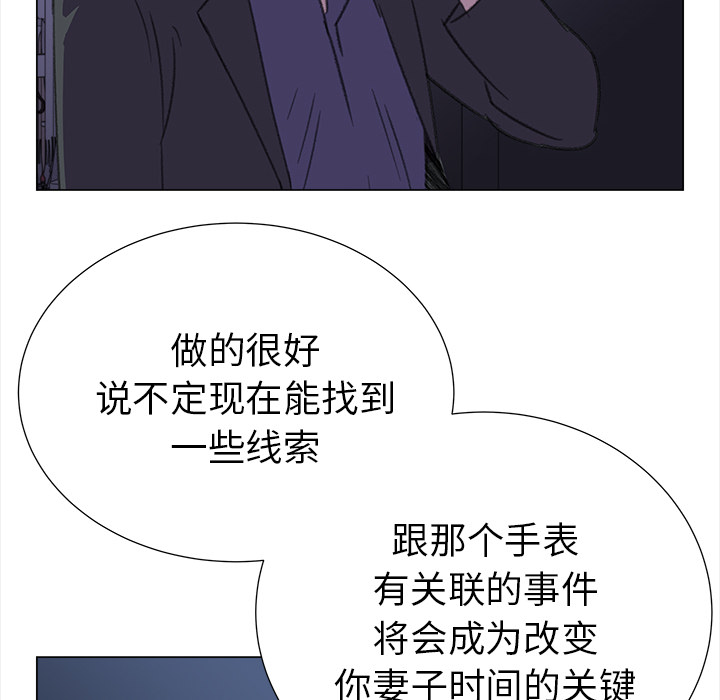 做的很好
说不定现在能找到
一些线索
跟那个手表
有关联的事件
将会成为改变
你妻子时间的关键